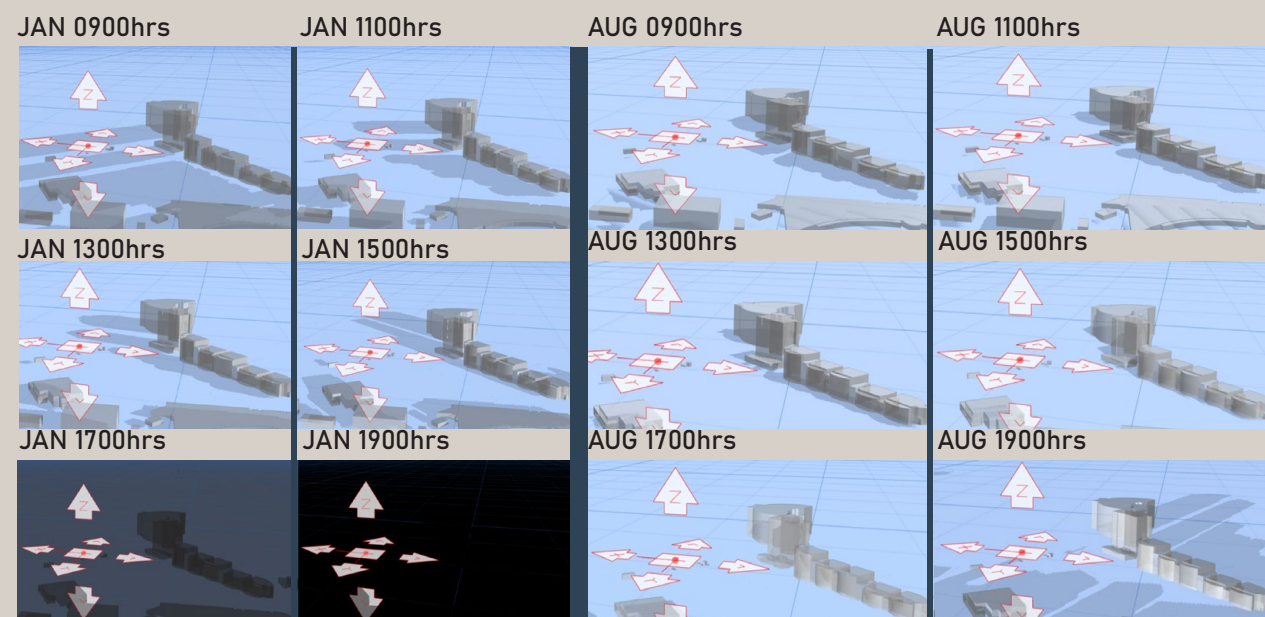 JAN 0900hrs
JAN 1100hrs
AUG 0900hrs
AUG 1100hrs
Z
Z
Z
Z
JAN 1300hrs
JAN 1500hrs
AUG 1300hrs
AUG 1500hrs
Z
Z
Z
Z
JAN 1700hrs
JAN 1900hrs
AUG 1700hrs
AUG 1900hrs
Z
Z
Z
Z